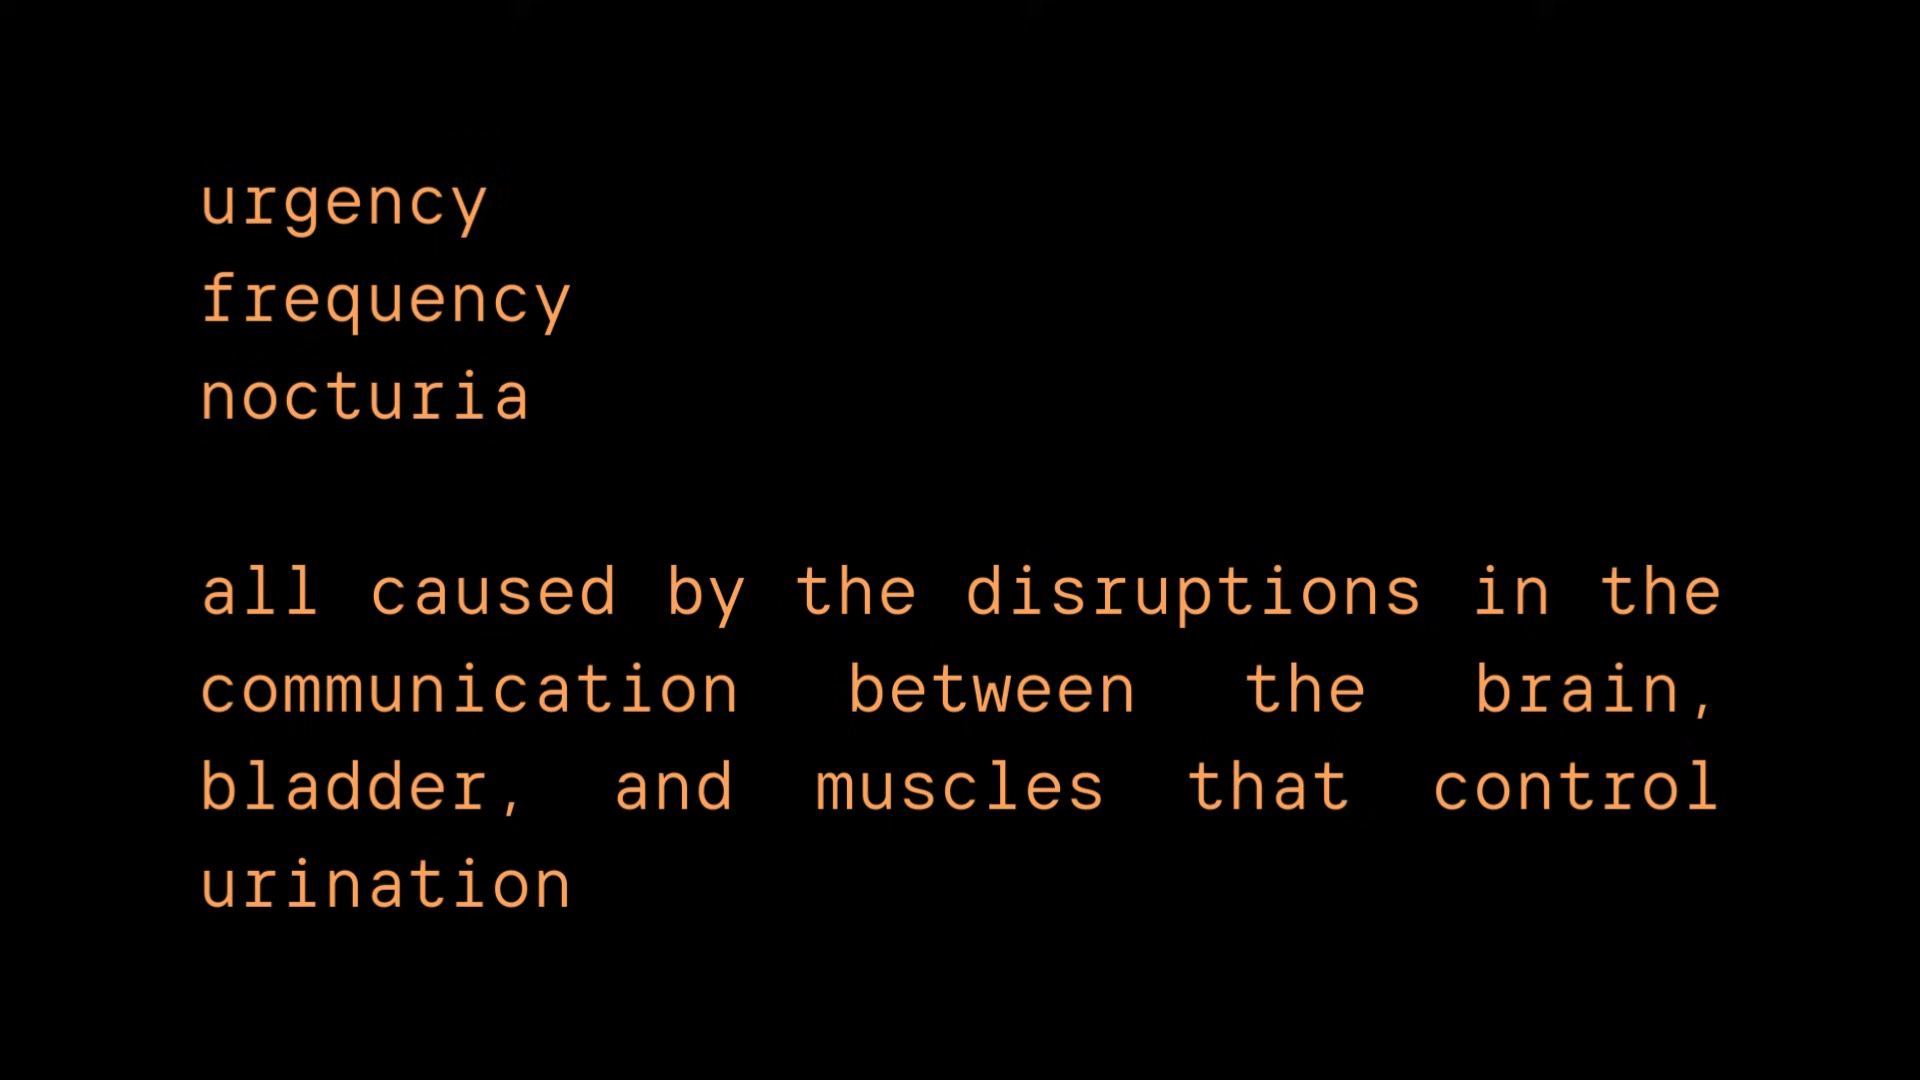 urgency
frequency
nocturia
all caused by the disruptions in the
communication between the brain,
bladder, and muscles that control
urination